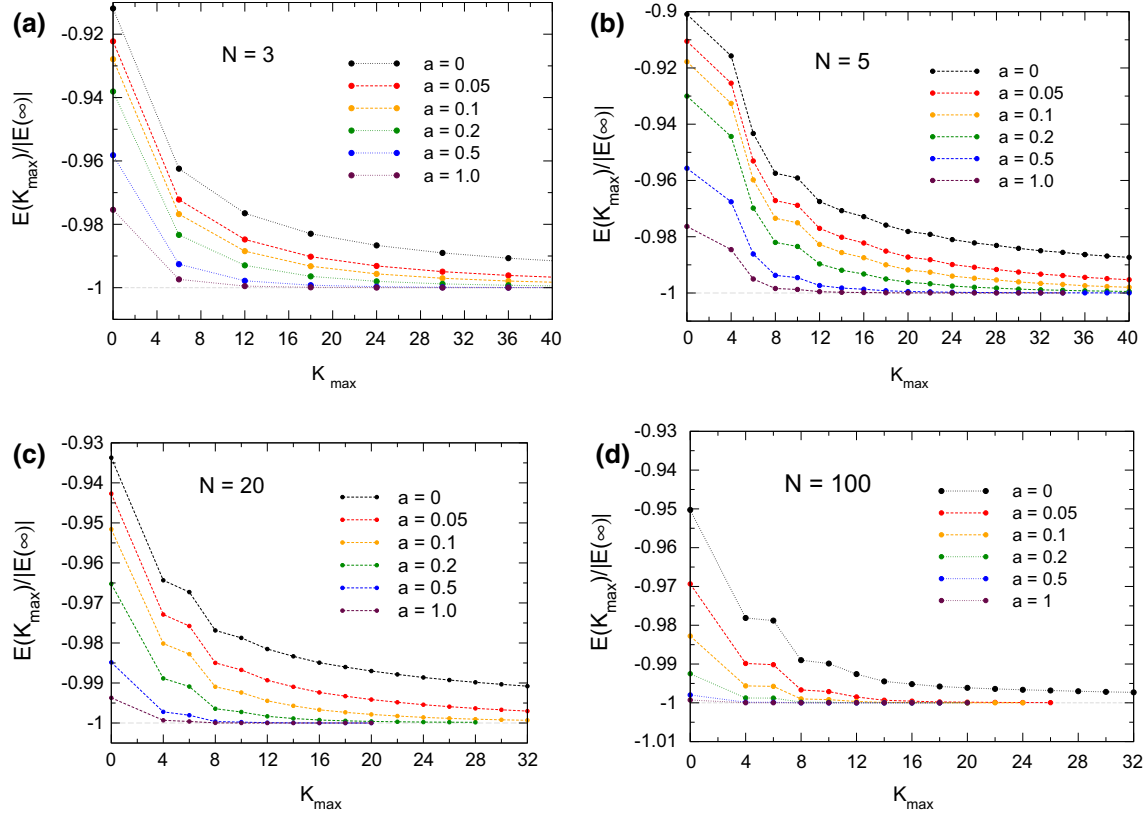 (a)
N = 3
a = 0
a = 0.05
a = 0.1
a = 0.2
a = 0.5
a = 1.0
-0.92
-0.94
-0.96
-0.98
-1
E(K_max)/|E(∞)|
0 4 8 12 16 20 24 28 32 36 40
K_max
(b)
N = 5
a = 0
a = 0.05
a = 0.1
a = 0.2
a = 0.5
a = 1.0
-0.9
-0.92
-0.94
-0.96
-0.98
-1
E(K_max)/|E(∞)|
0 4 8 12 16 20 24 28 32 36 40
K_max
(c)
N = 20
a = 0
a = 0.05
a = 0.1
a = 0.2
a = 0.5
a = 1.0
-0.93
-0.94
-0.95
-0.96
-0.97
-0.98
-0.99
-1
E(K_max)/|E(∞)|
0 4 8 12 16 20 24 28 32
K_max
(d)
N = 100
a = 0
a = 0.05
a = 0.1
a = 0.2
a = 0.5
a = 1
-0.93
-0.94
-0.95
-0.96
-0.97
-0.98
-0.99
-1
-1.01
E(K_max)/|E(∞)|
0 4 8 12 16 20 24 28 32
K_max